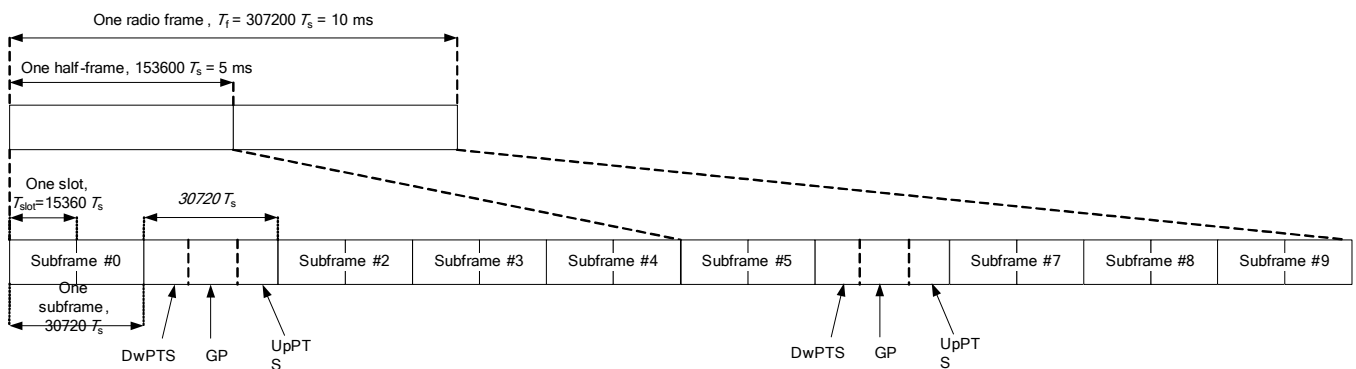 One radio frame , Tf = 307200 Ts = 10 ms
One half-frame, 153600 Ts = 5 ms
One slot,
Tslot=15360 Ts
30720 Ts
Subframe #0
Subframe #2
Subframe #3
Subframe #4
Subframe #5
Subframe #7
Subframe #8
Subframe #9
One
subframe,
30720 Ts
DwPTS
GP
UpPT
S
DwPTS
GP
UpPT
S